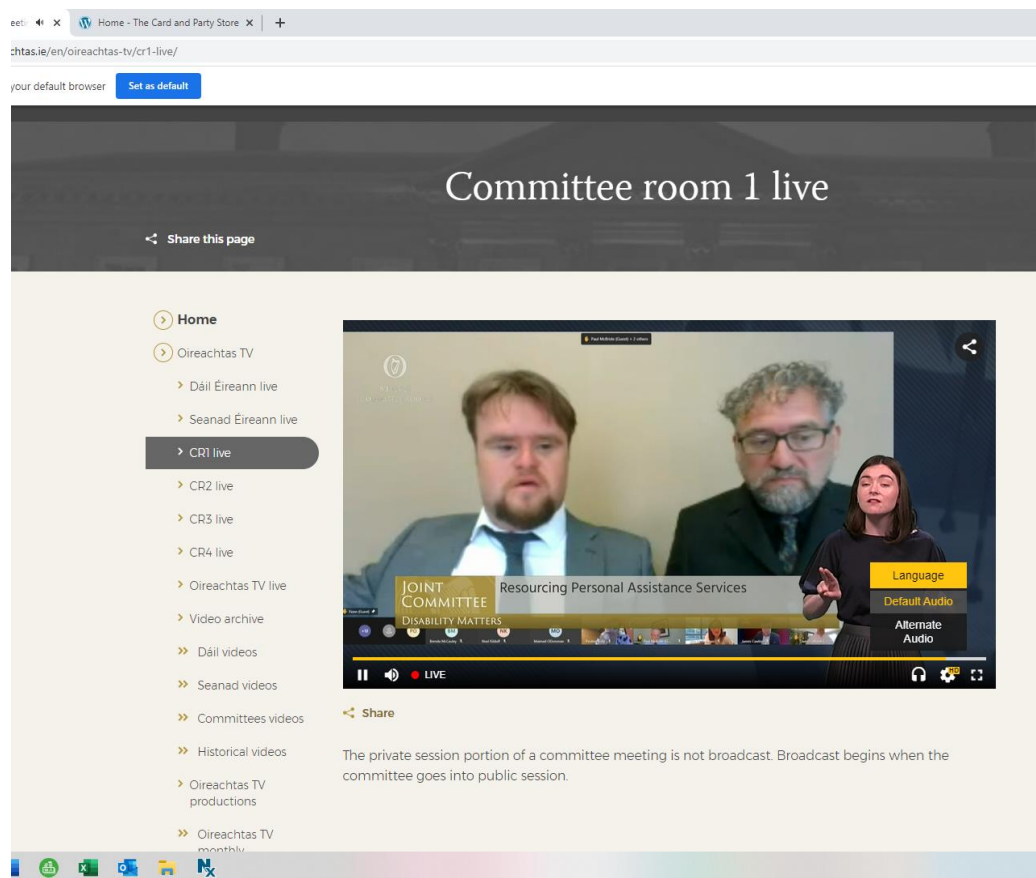 Home - The Card and Party Store
chtas.ie/en/oireachtas-tv/cr1-live/
your default browser
Set as default
Committee room 1 live
Share this page
Home
Oireachtas TV
Dáil Éireann live
Seanad Éireann live
CR1 live
CR2 live
CR3 live
CR4 live
Oireachtas TV live
Video archive
Dáil videos
Seanad videos
Committees videos
Historical videos
Oireachtas TV
productions
Oireachtas TV
monthly
JOINT
COMMITTEE
DISABILITY MATTERS
Resourcing Personal Assistance Services
Language
Default Audio
Alternate
Audio
LIVE
HD
Share
The private session portion of a committee meeting is not broadcast. Broadcast begins when the
committee goes into public session.